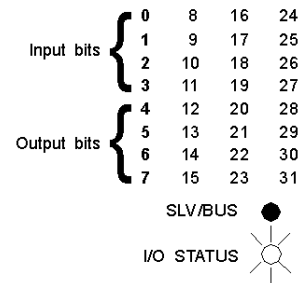 0 8 16 24
1 9 17 25
Input bits
2 10 18 26
3 11 19 27
4 12 20 28
5 13 21 29
Output bits
6 14 22 30
7 15 23 31
SLV/BUS
I/O STATUS